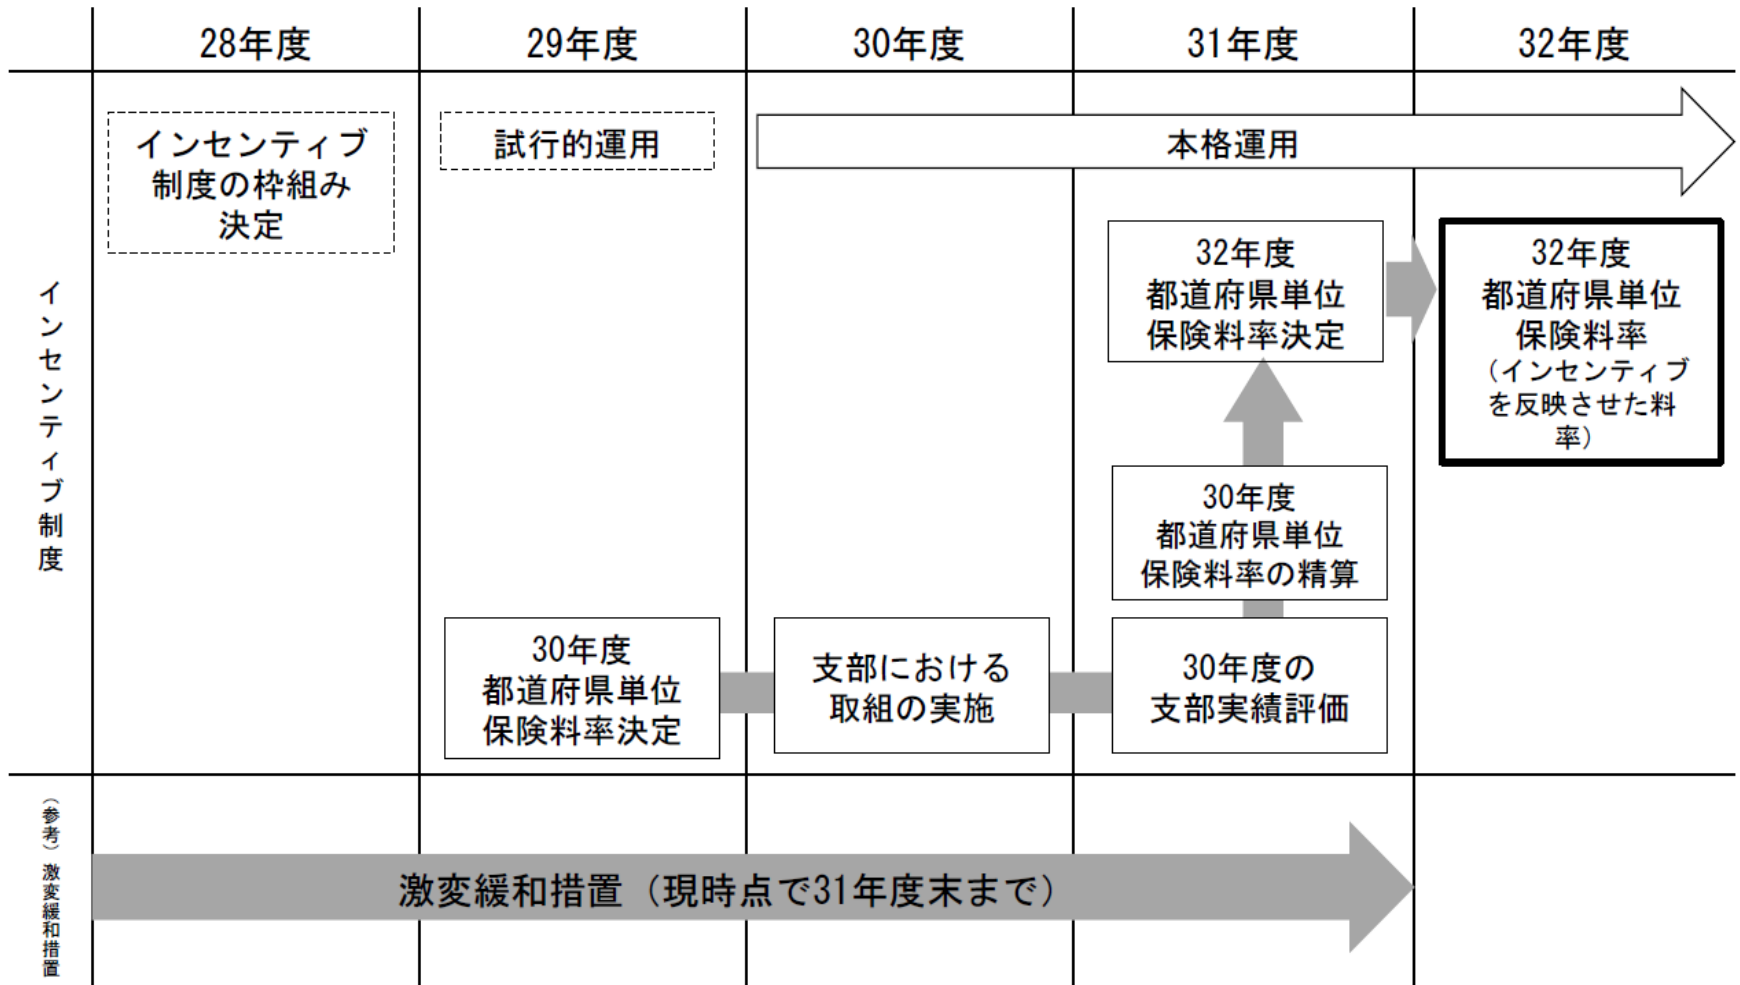 28年度
29年度
30年度
31年度
32年度
インセンティブ制度
インセンティブ
制度の枠組み
決定
試行的運用
本格運用
32年度
都道府県単位
保険料率決定
32年度
都道府県単位
保険料率
（インセンティブ
を反映させた料
率）
30年度
都道府県単位
保険料率の精算
30年度
都道府県単位
保険料率決定
支部における
取組の実施
30年度の
支部実績評価
（参考）激変緩和措置
激変緩和措置（現時点で31年度末まで）